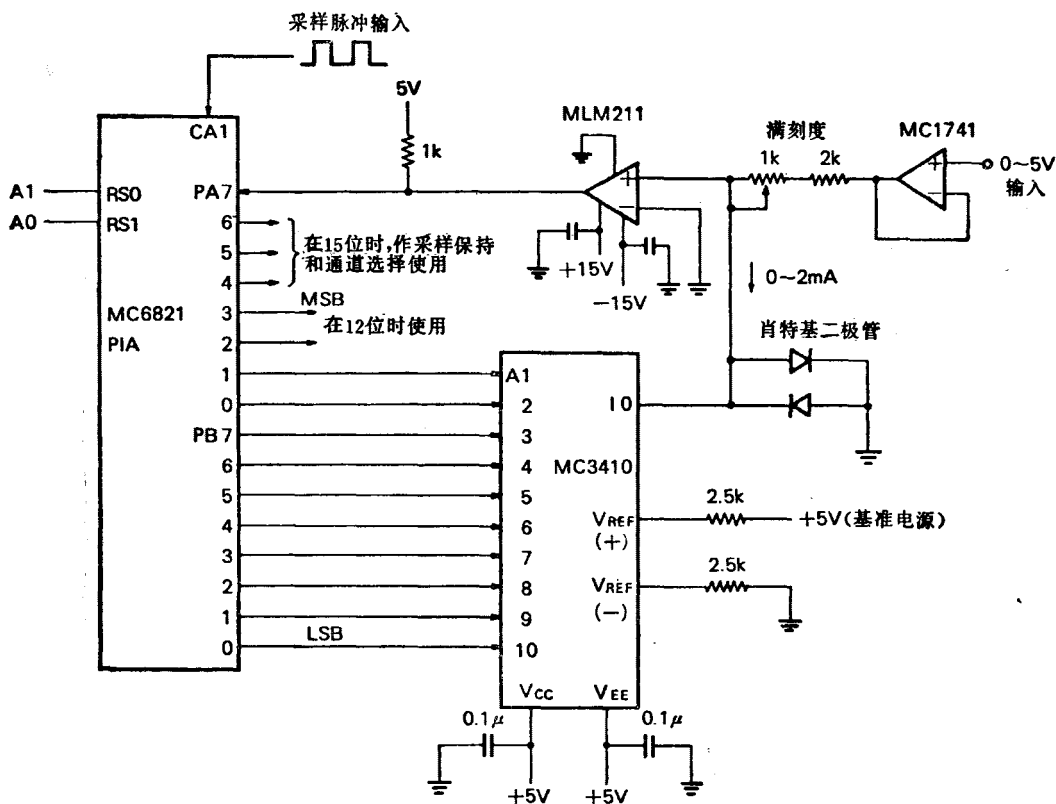 采样脉冲输入
5V
1k
MLM211
满刻度
1k
2k
MC1741
0~5V
输入
CA1
A1
RS0
PA7
A0
RS1
6
5
4
在15位时,作采样保持
和通道选择使用
+15V
-15V
0~2mA
MC6821
PIA
3
MSB
2
在12位时使用
肖特基二极管
1
A1
0
2
IO
PB7
3
6
4
MC3410
5
5
4
6
VREF
(+)
2.5k
+5V(基准电源)
3
7
2
8
VREF
(-)
2.5k
1
9
0
LSB
10
VCC
VEE
0.1μ
0.1μ
+5V
+5V